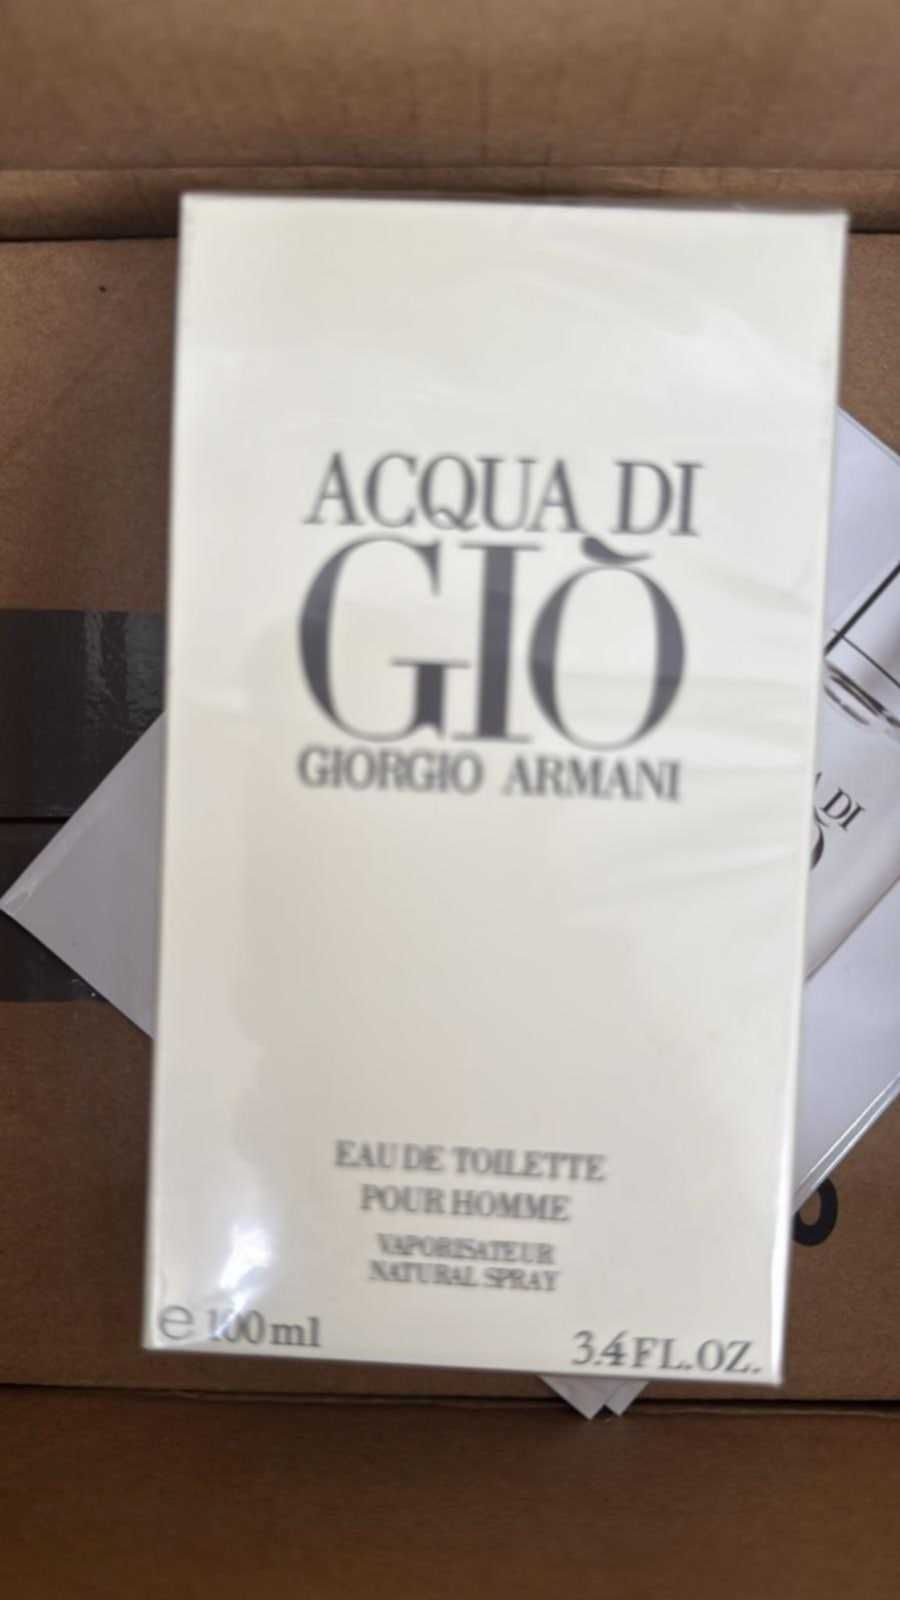 ACQUA DI
GIÒ
GIORGIO ARMANI
EAU DE TOILETTE
POUR HOMME
VAPORISATEUR
NATURAL SPRAY
e 100 ml
3.4 FL.OZ.
DI